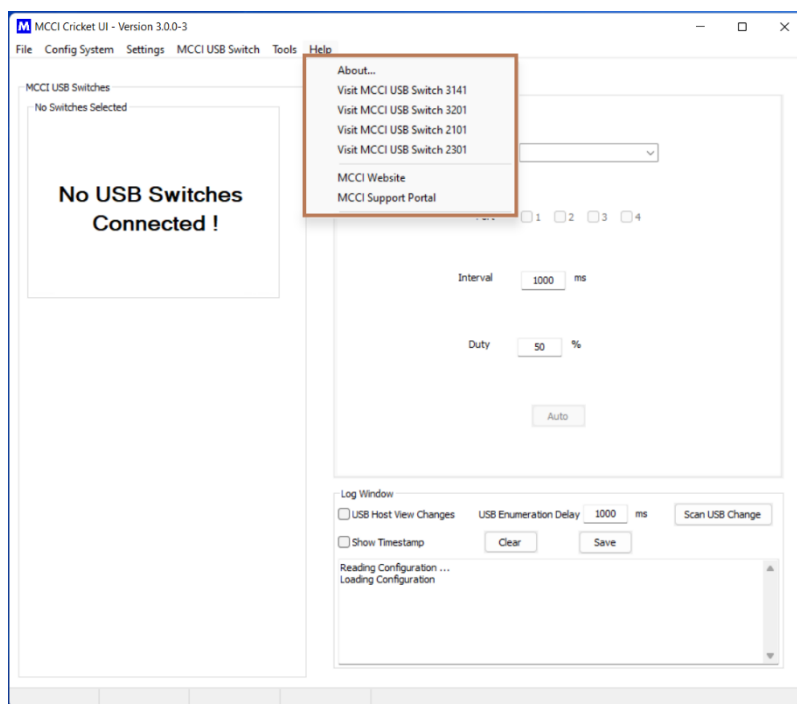 M MCCI Cricket UI - Version 3.0.0-3
File Config System Settings MCCI USB Switch Tools Help
About...
Visit MCCI USB Switch 3141
Visit MCCI USB Switch 3201
Visit MCCI USB Switch 2101
Visit MCCI USB Switch 2301
MCCI Website
MCCI Support Portal
MCCI USB Switches
No Switches Selected
No USB Switches
Connected !
1 2 3 4
Interval 1000 ms
Duty 50 %
Auto
Log Window
USB Host View Changes USB Enumeration Delay 1000 ms Scan USB Change
Show Timestamp Clear Save
Reading Configuration ...
Loading Configuration